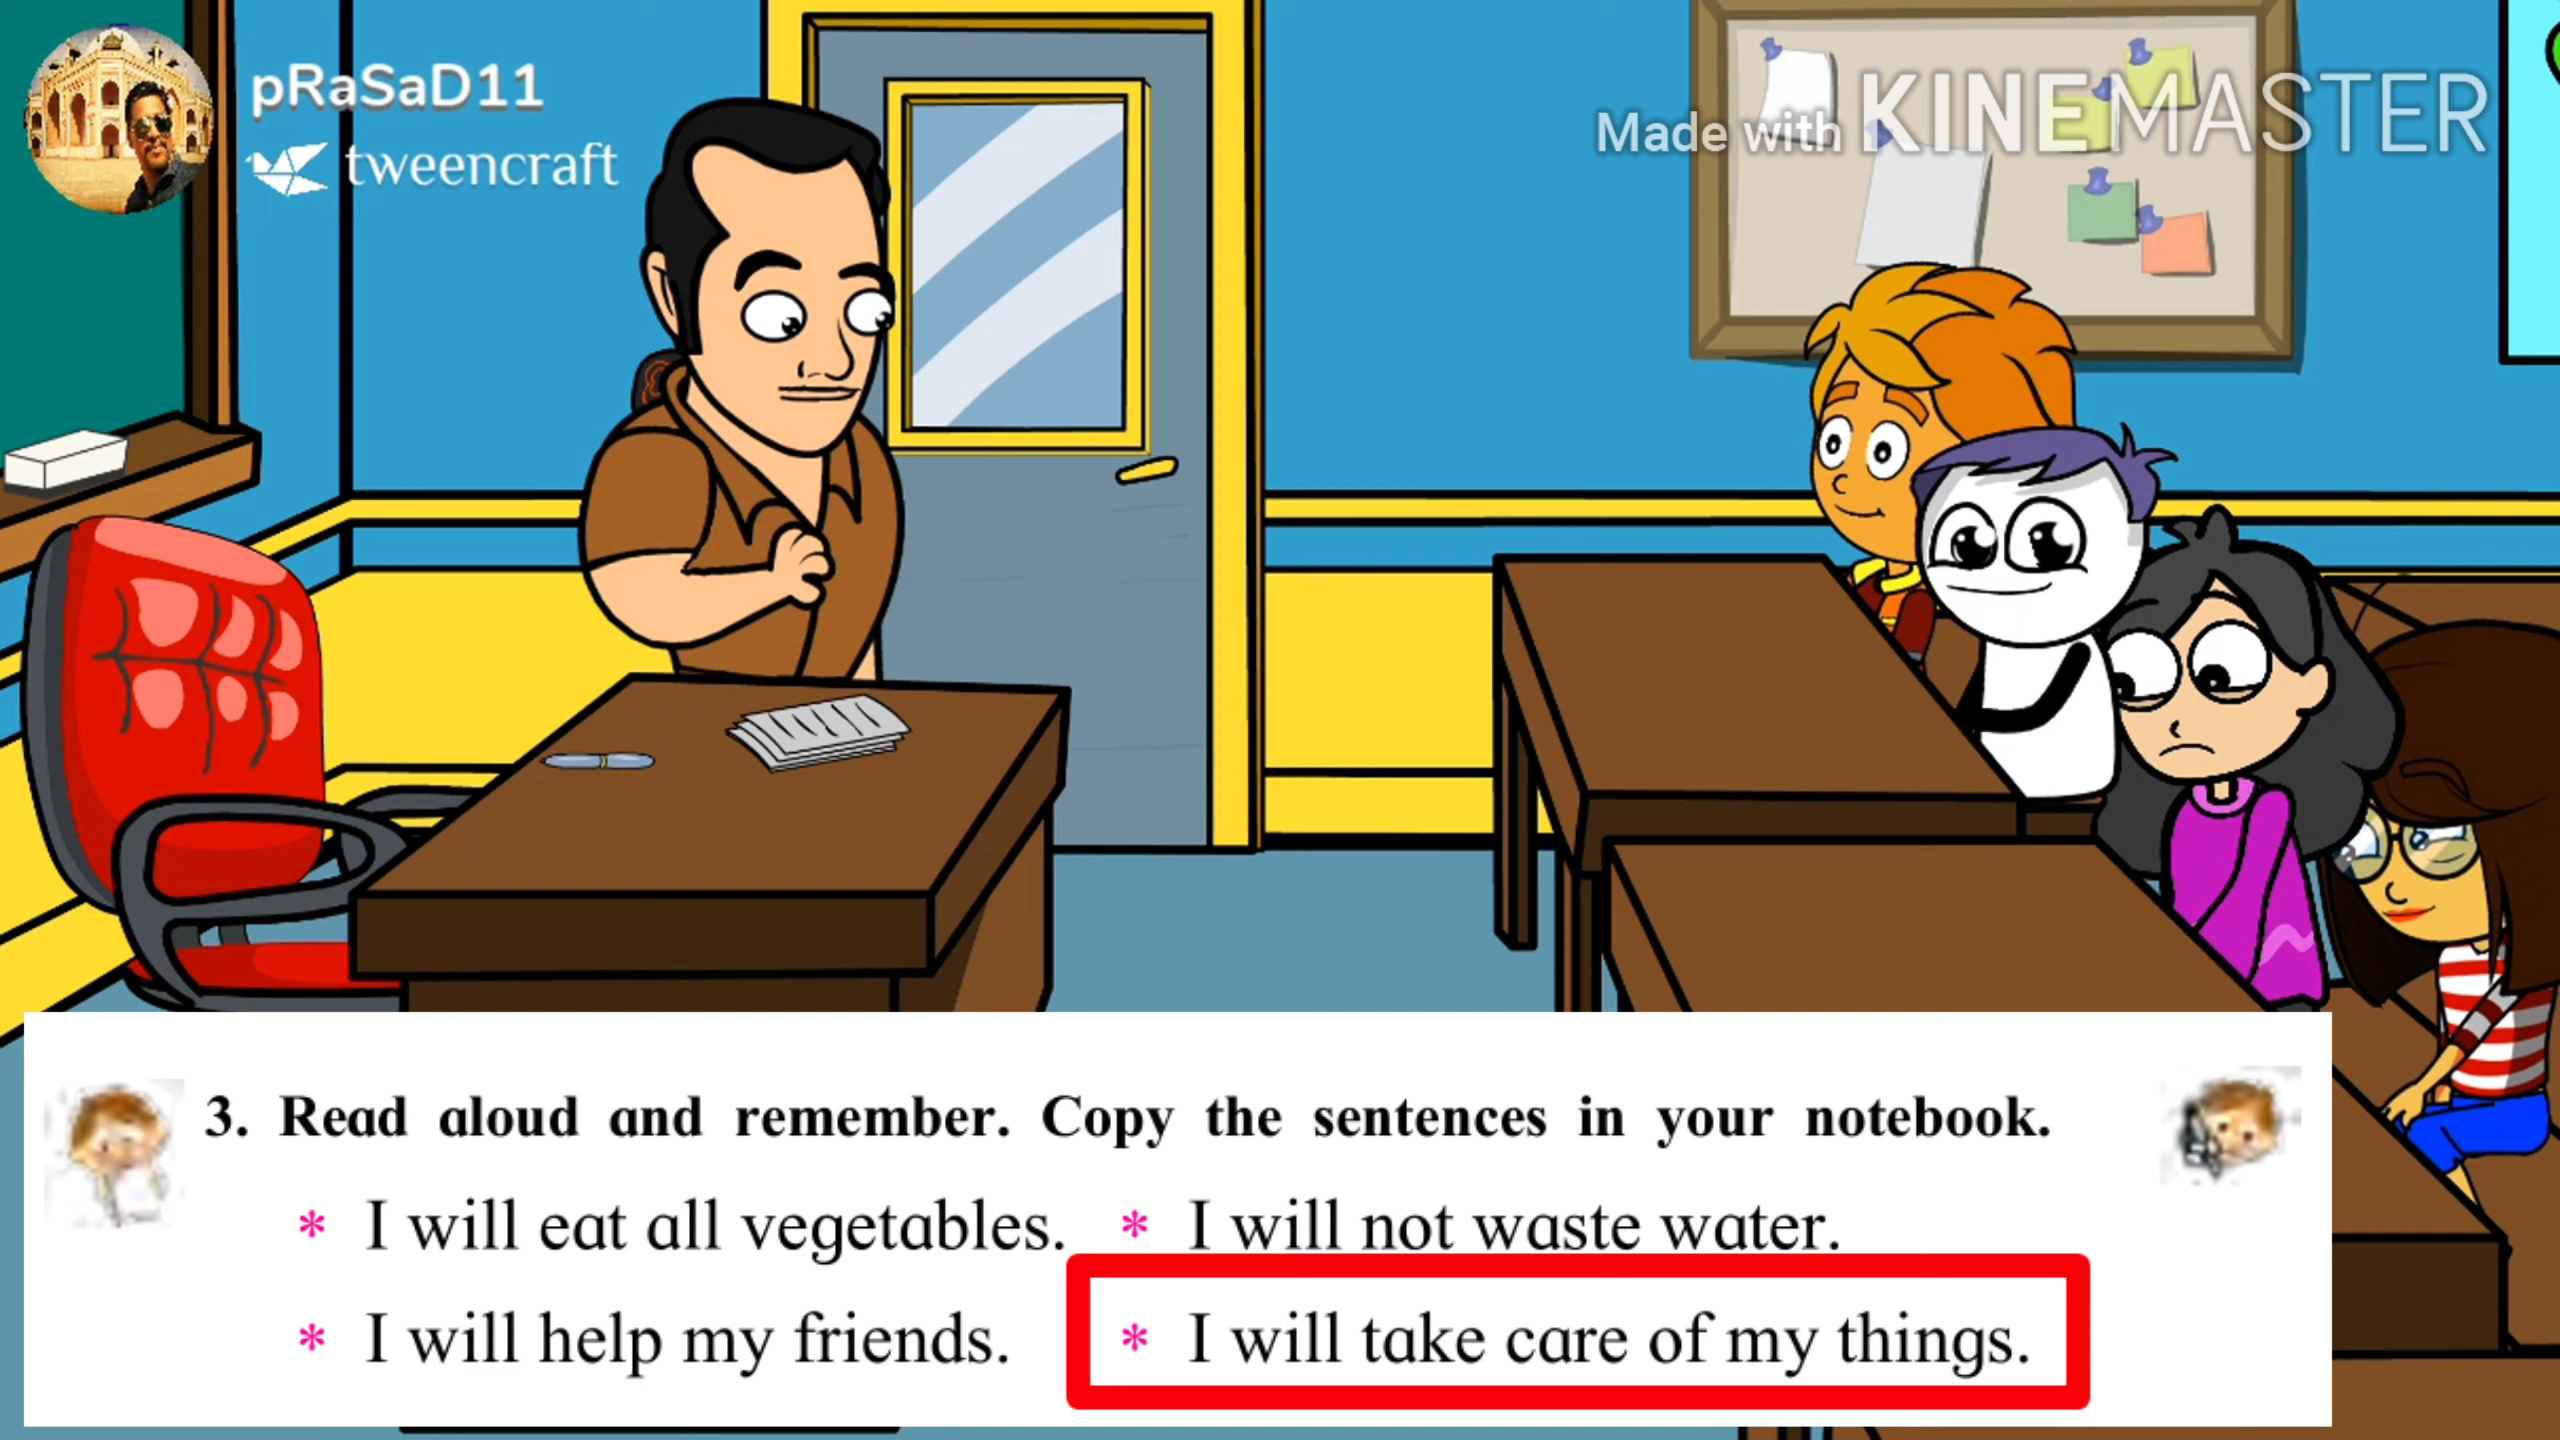 pRaSaD11
tweencraft
Made with KINEMASTER
3. Read aloud and remember. Copy the sentences in your notebook.
* I will eat all vegetables. * I will not waste water.
* I will help my friends. * I will take care of my things.